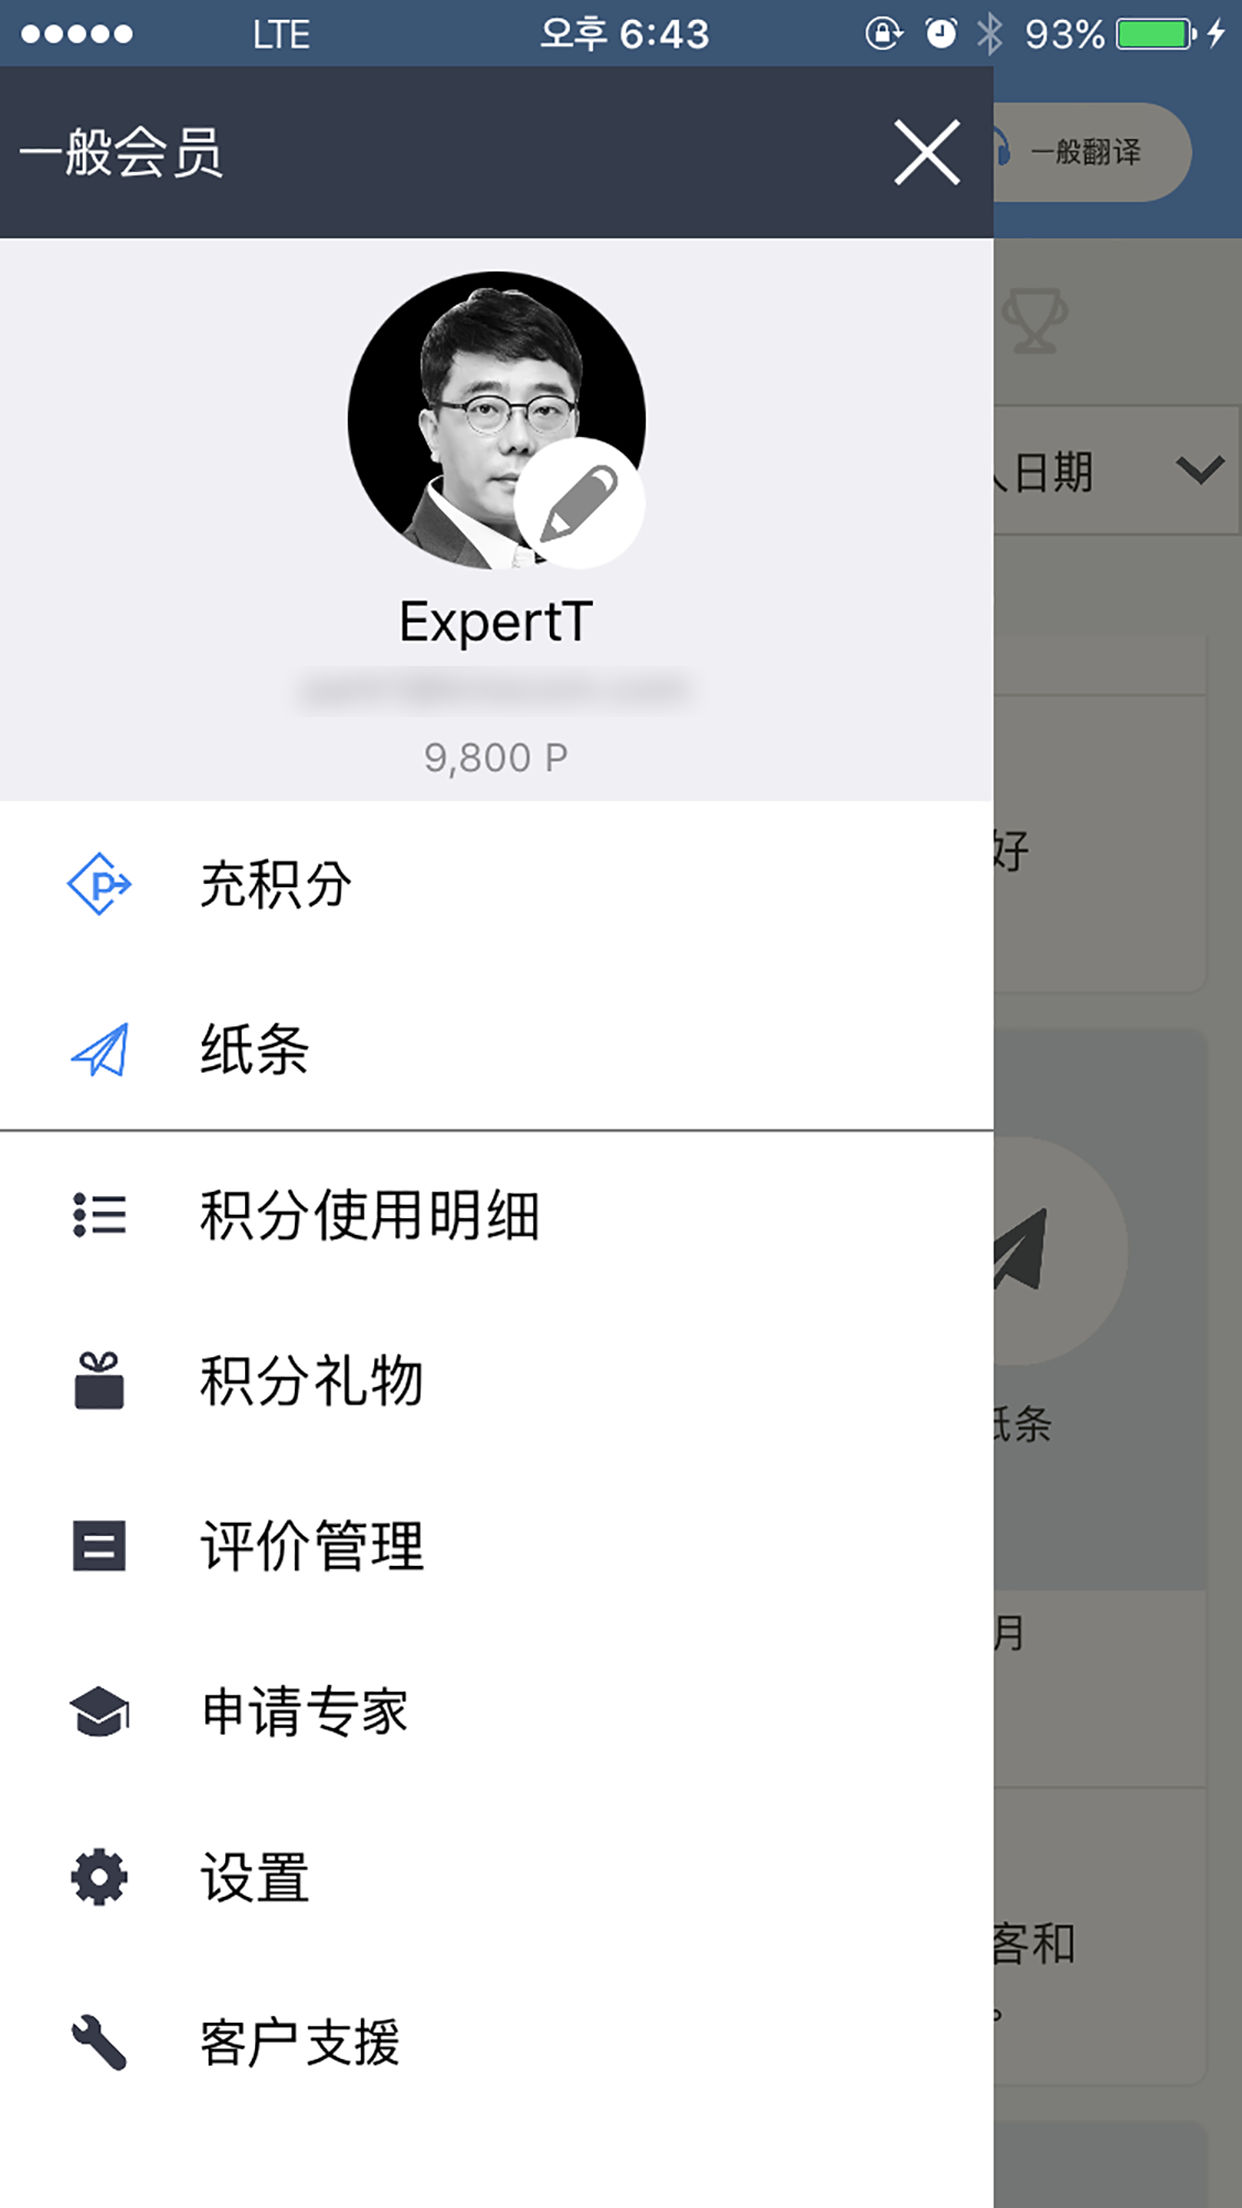 LTE 오후 6:43 93%
一般会员
一般翻译
人日期
ExpertT
9,800 P
充积分
好
纸条
积分使用明细
积分礼物
纸条
评价管理
月
申请专家
设置
客和
。
客户支援